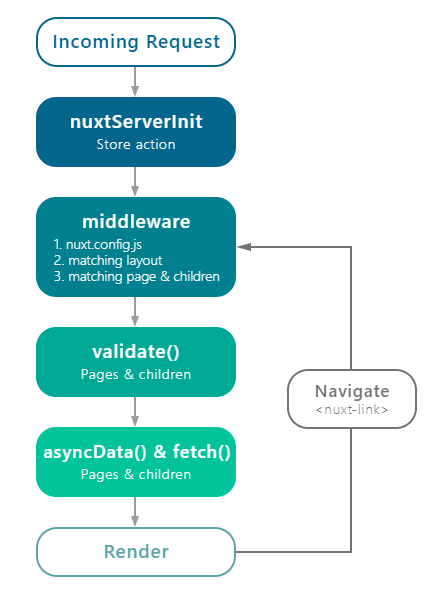 Incoming Request
nuxtServerInit
Store action
middleware
1. nuxt.config.js
2. matching layout
3. matching page & children
validate()
Pages & children
Navigate
<nuxt-link>
asyncData() & fetch()
Pages & children
Render